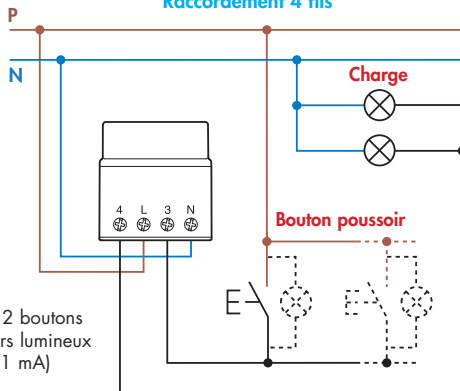 Raccordement 4 fils
P
N
Charge
4 L 3 N
Bouton poussoir
2 boutons
rs lumineux
1 mA)